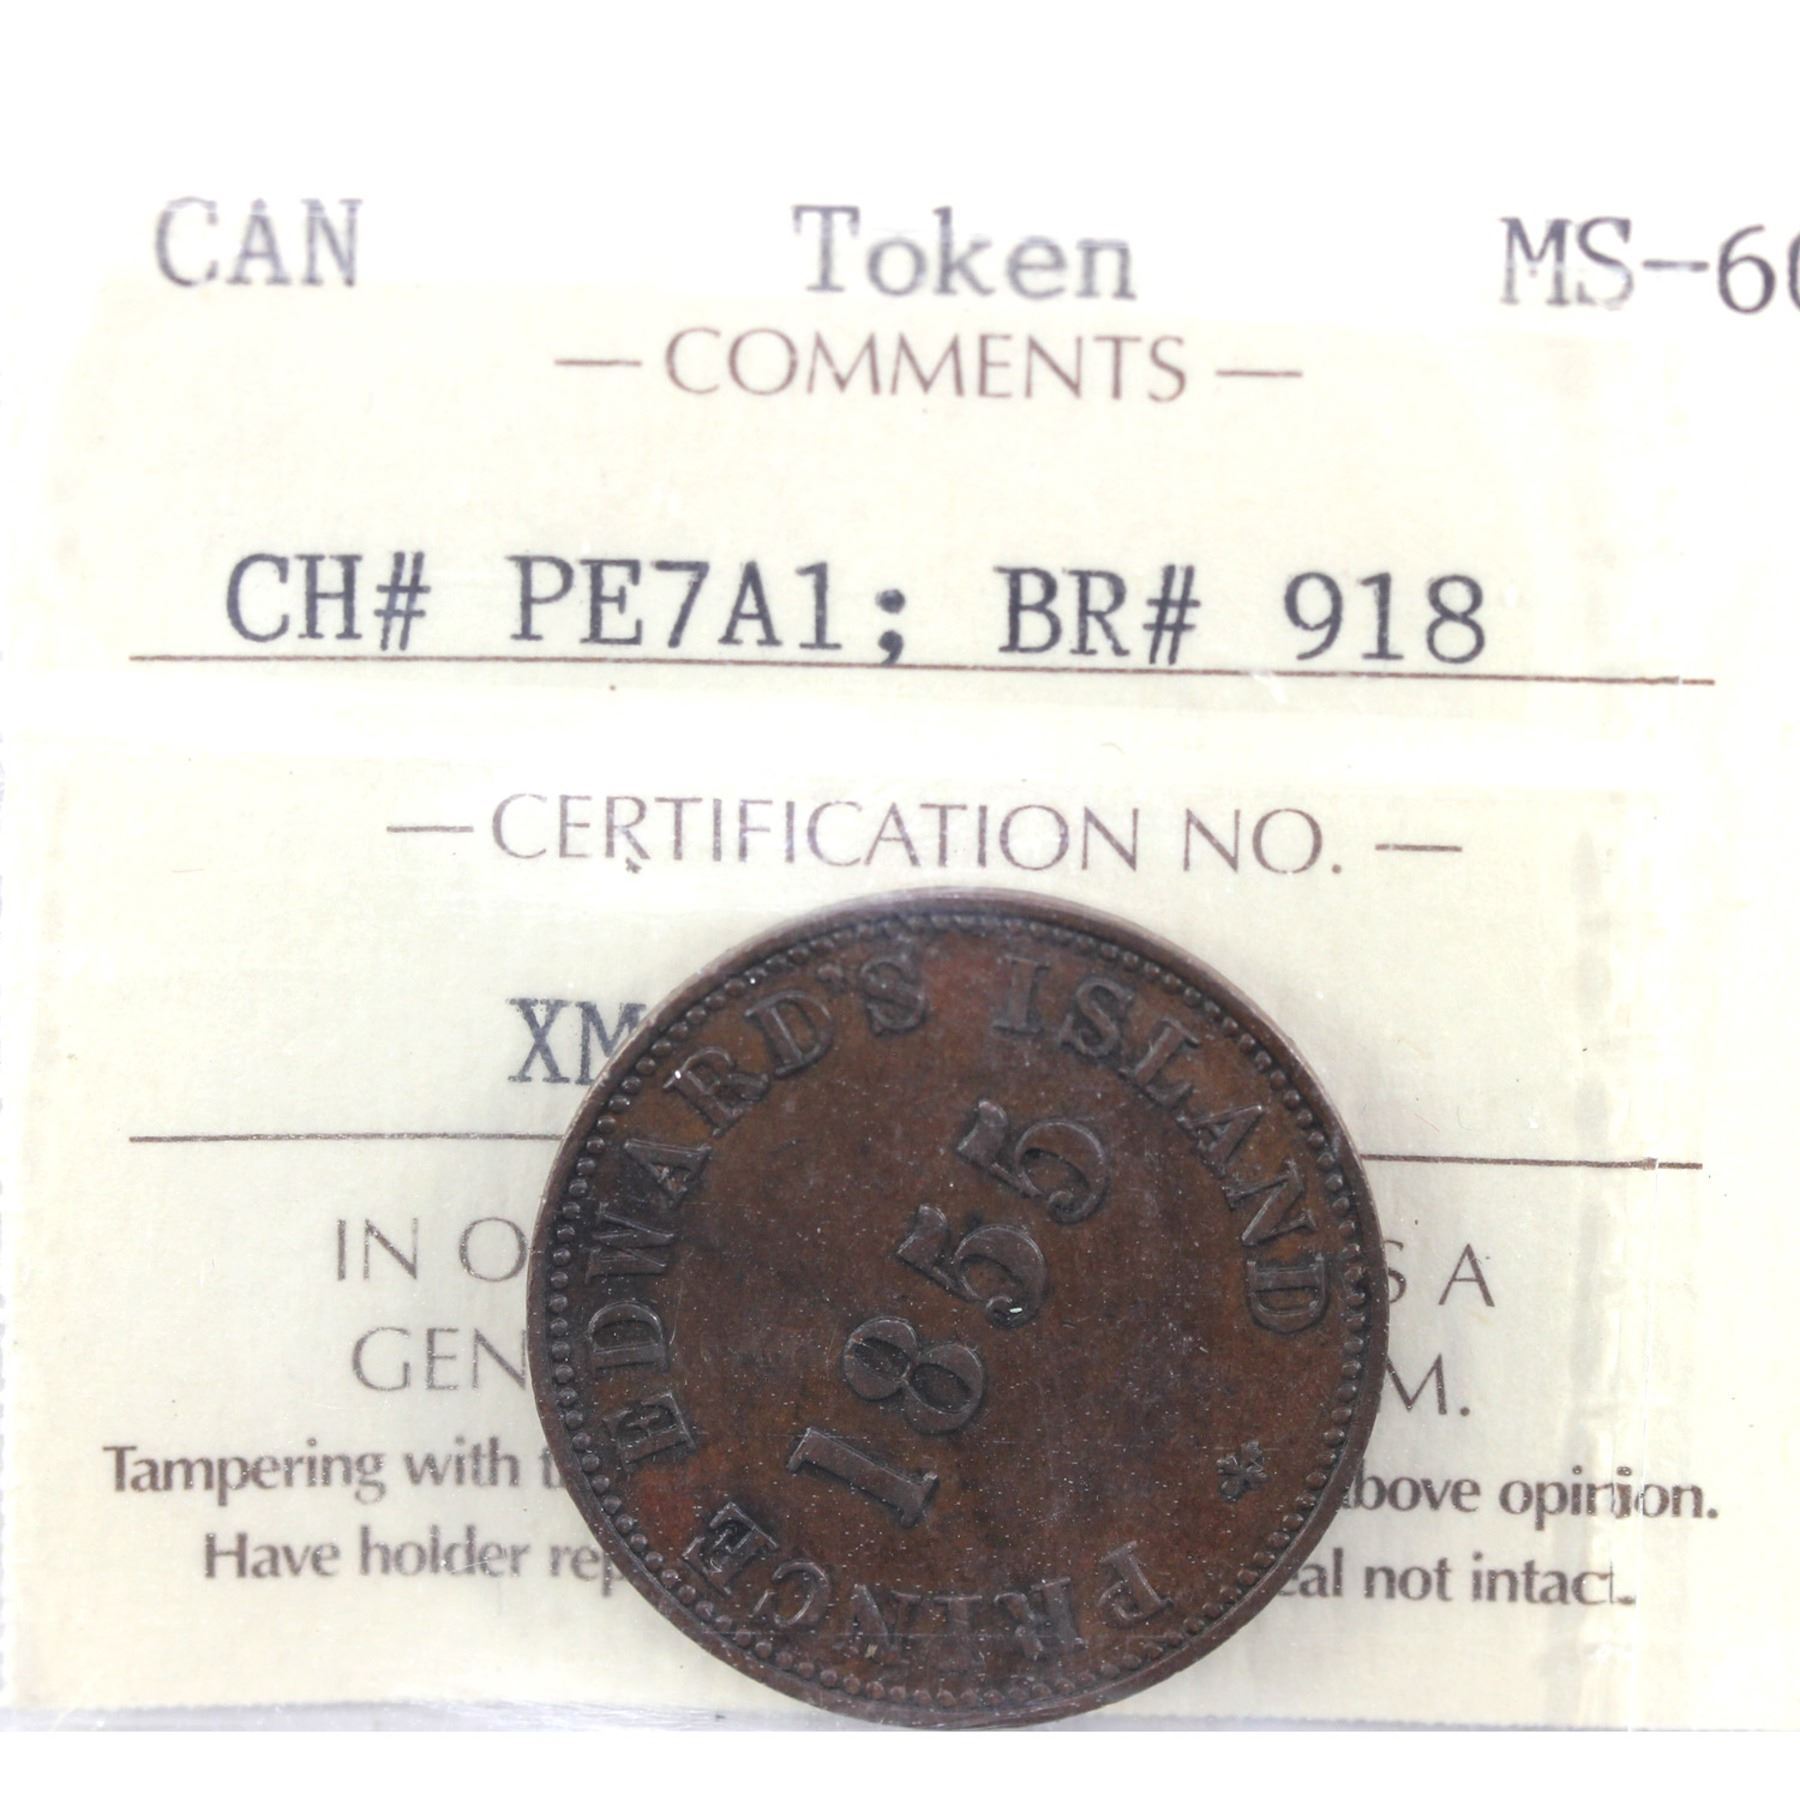 CAN Token MS-60
— COMMENTS —
CH# PE7A1; BR# 918
— CERTIFICATION NO. —
XM
IN O S A
GEN M.
Tampering with t bove opinion.
Have holder rep eal not intact.
PRINCE EDWARD'S ISLAND *
1855